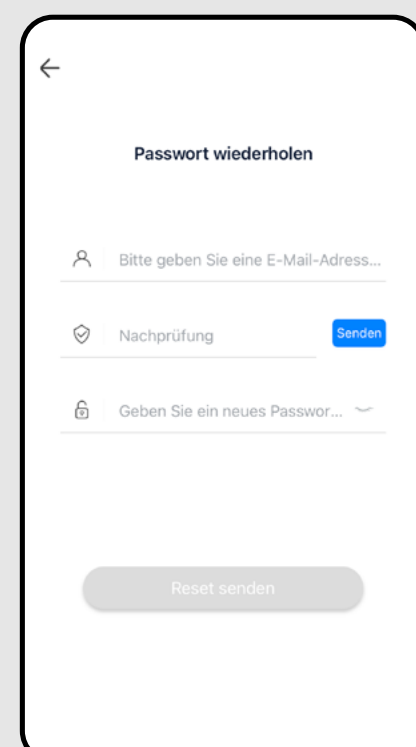 Passwort wiederholen
Bitte geben Sie eine E-Mail-Adress...
Nachprüfung
Senden
Geben Sie ein neues Passwor...
Reset senden